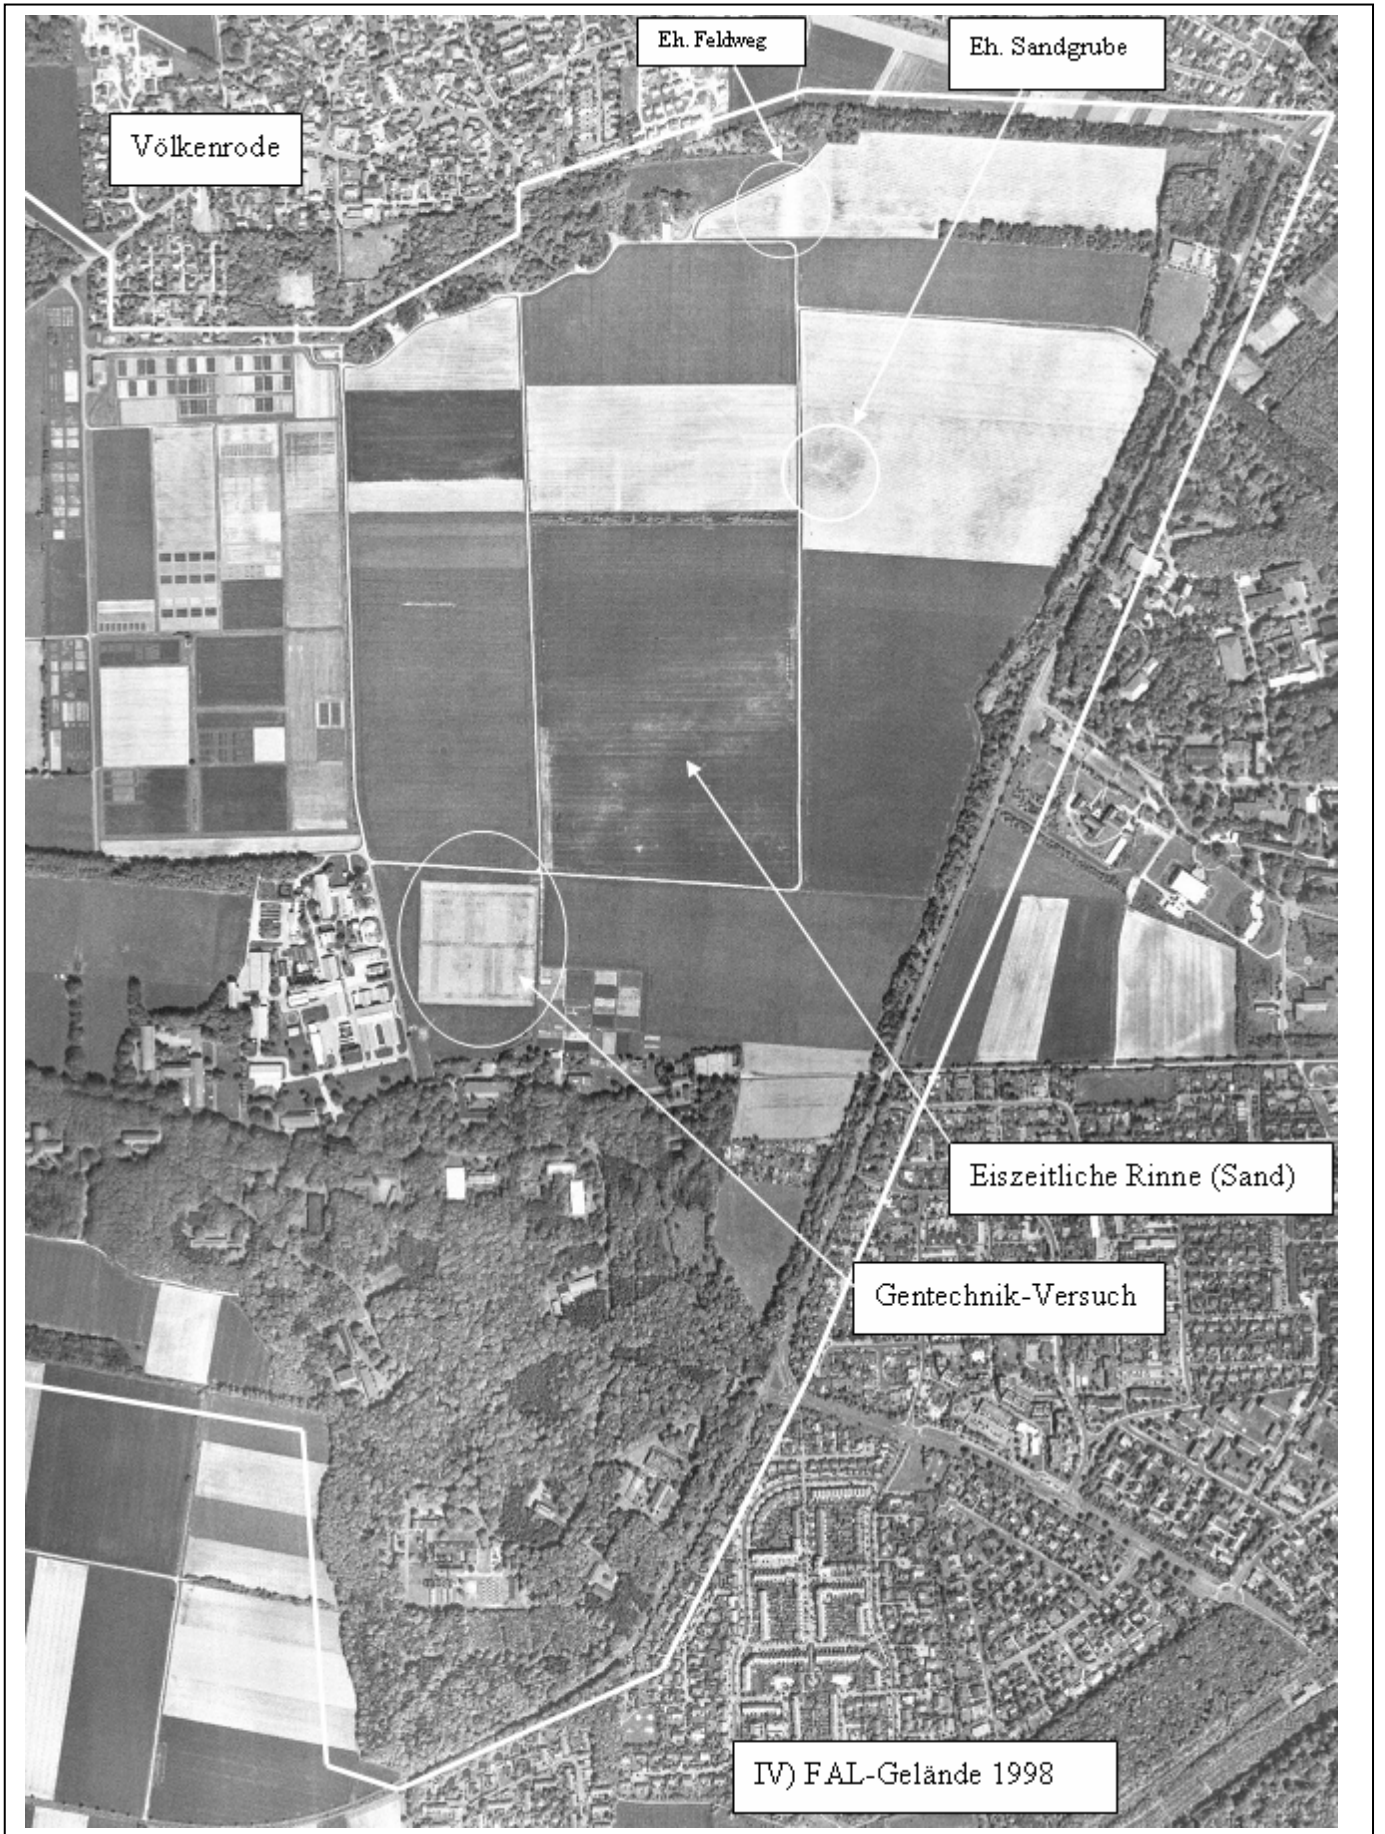 Eh. Feldweg
Eh. Sandgrube
Völkenrode
Eiszeitliche Rinne (Sand)
Gentechnik-Versuch
IV) FAL-Gelände 1998